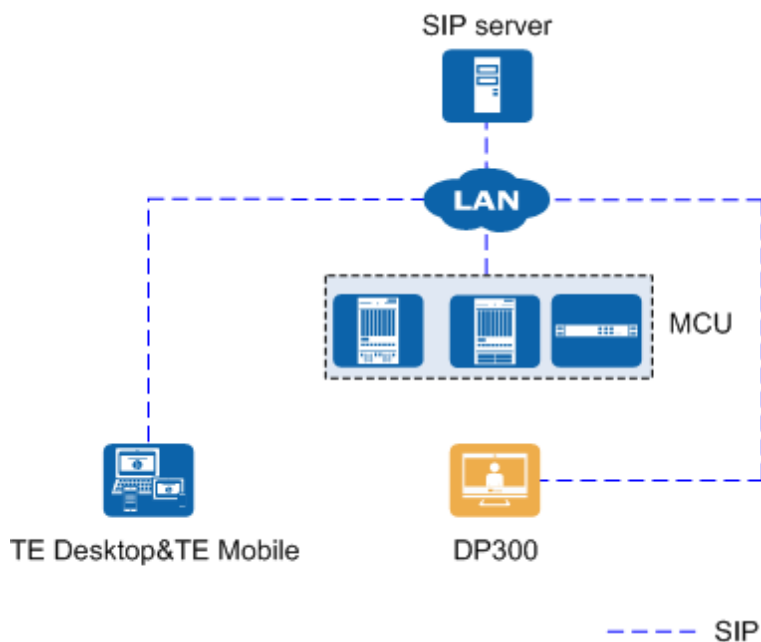 SIP server
LAN
MCU
TE Desktop&TE Mobile
DP300
SIP